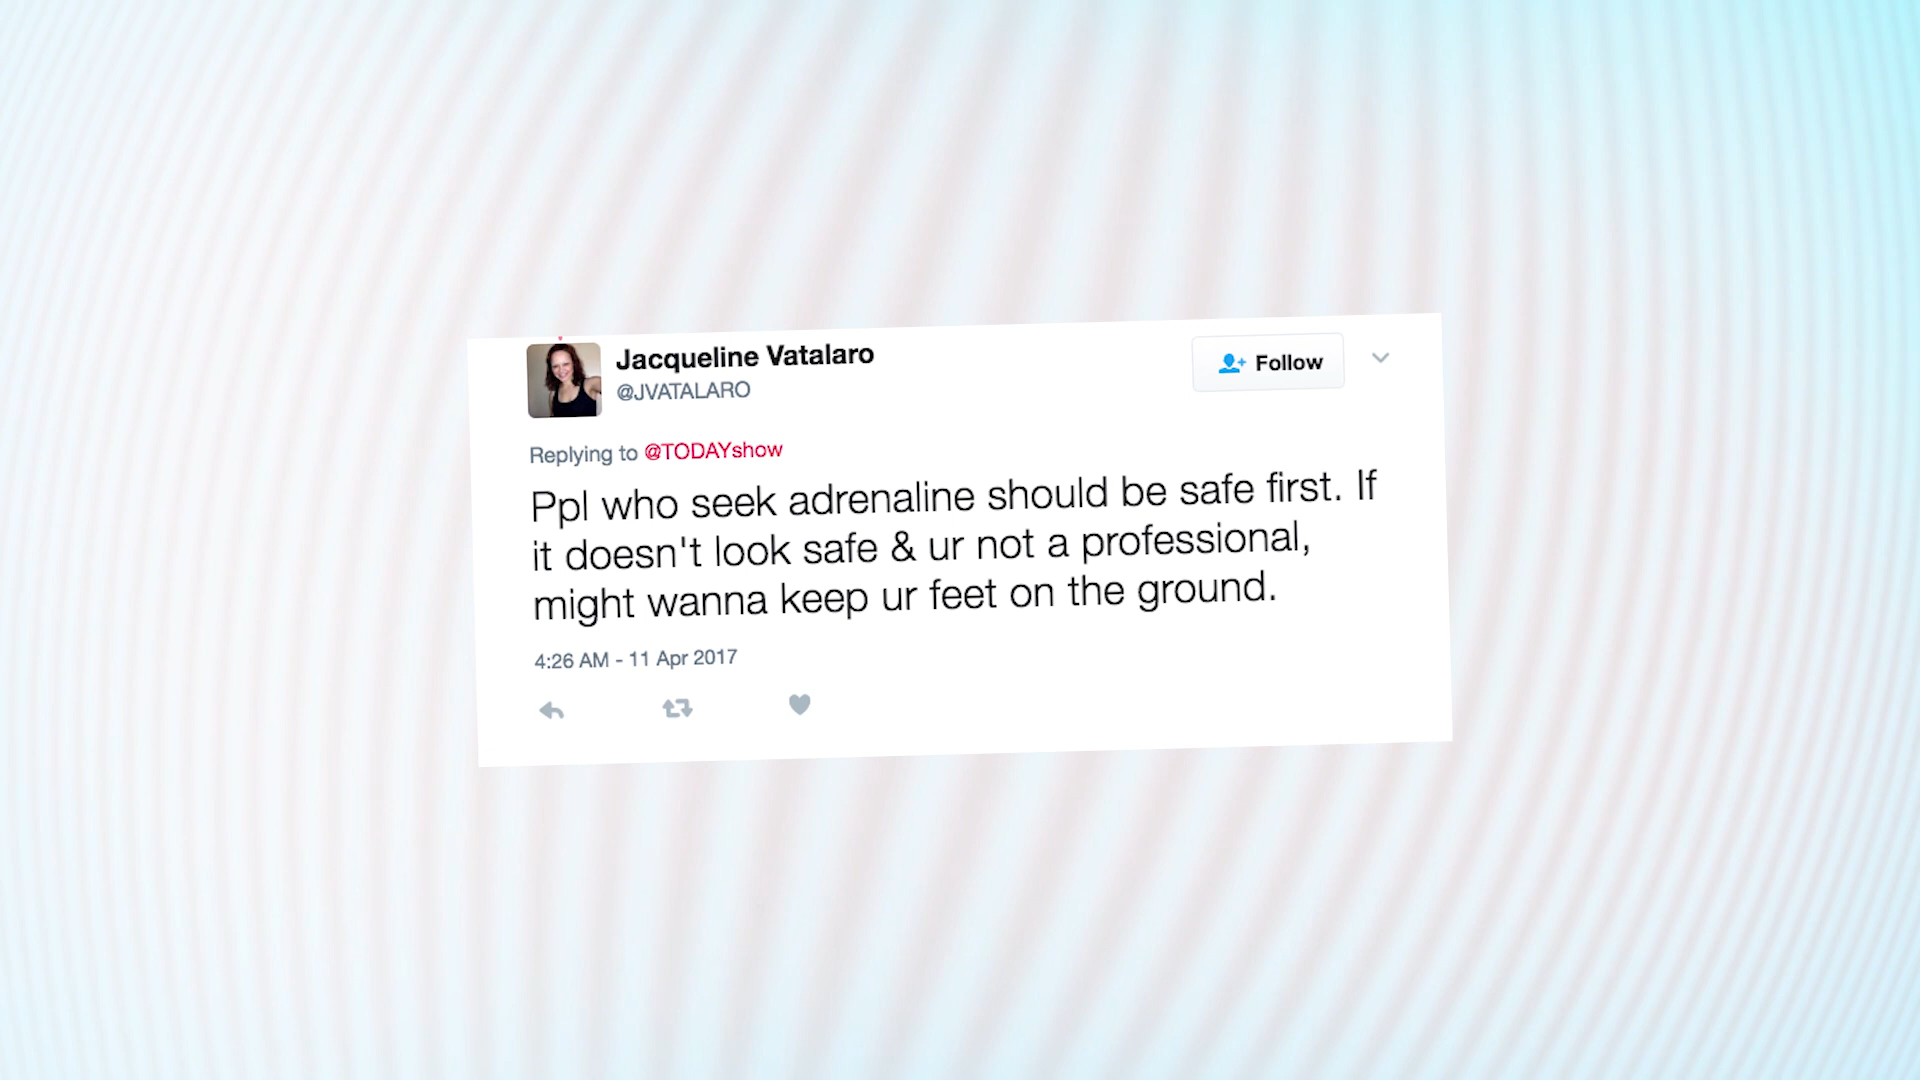 Jacqueline Vatalaro
@JVATALARO
Follow
Replying to @TODAYshow
Ppl who seek adrenaline should be safe first. If
it doesn't look safe & ur not a professional,
might wanna keep ur feet on the ground.
4:26 AM - 11 Apr 2017